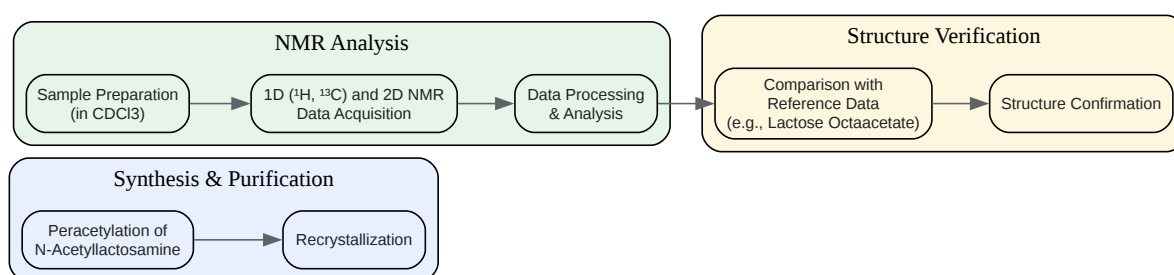 NMR Analysis
Sample Preparation
(in CDCl3)
1D (¹H, ¹³C) and 2D NMR
Data Acquisition
Data Processing
& Analysis
Structure Verification
Comparison with
Reference Data
(e.g., Lactose Octaacetate)
Structure Confirmation
Synthesis & Purification
Peracetylation of
N-Acetyllactosamine
Recrystallization